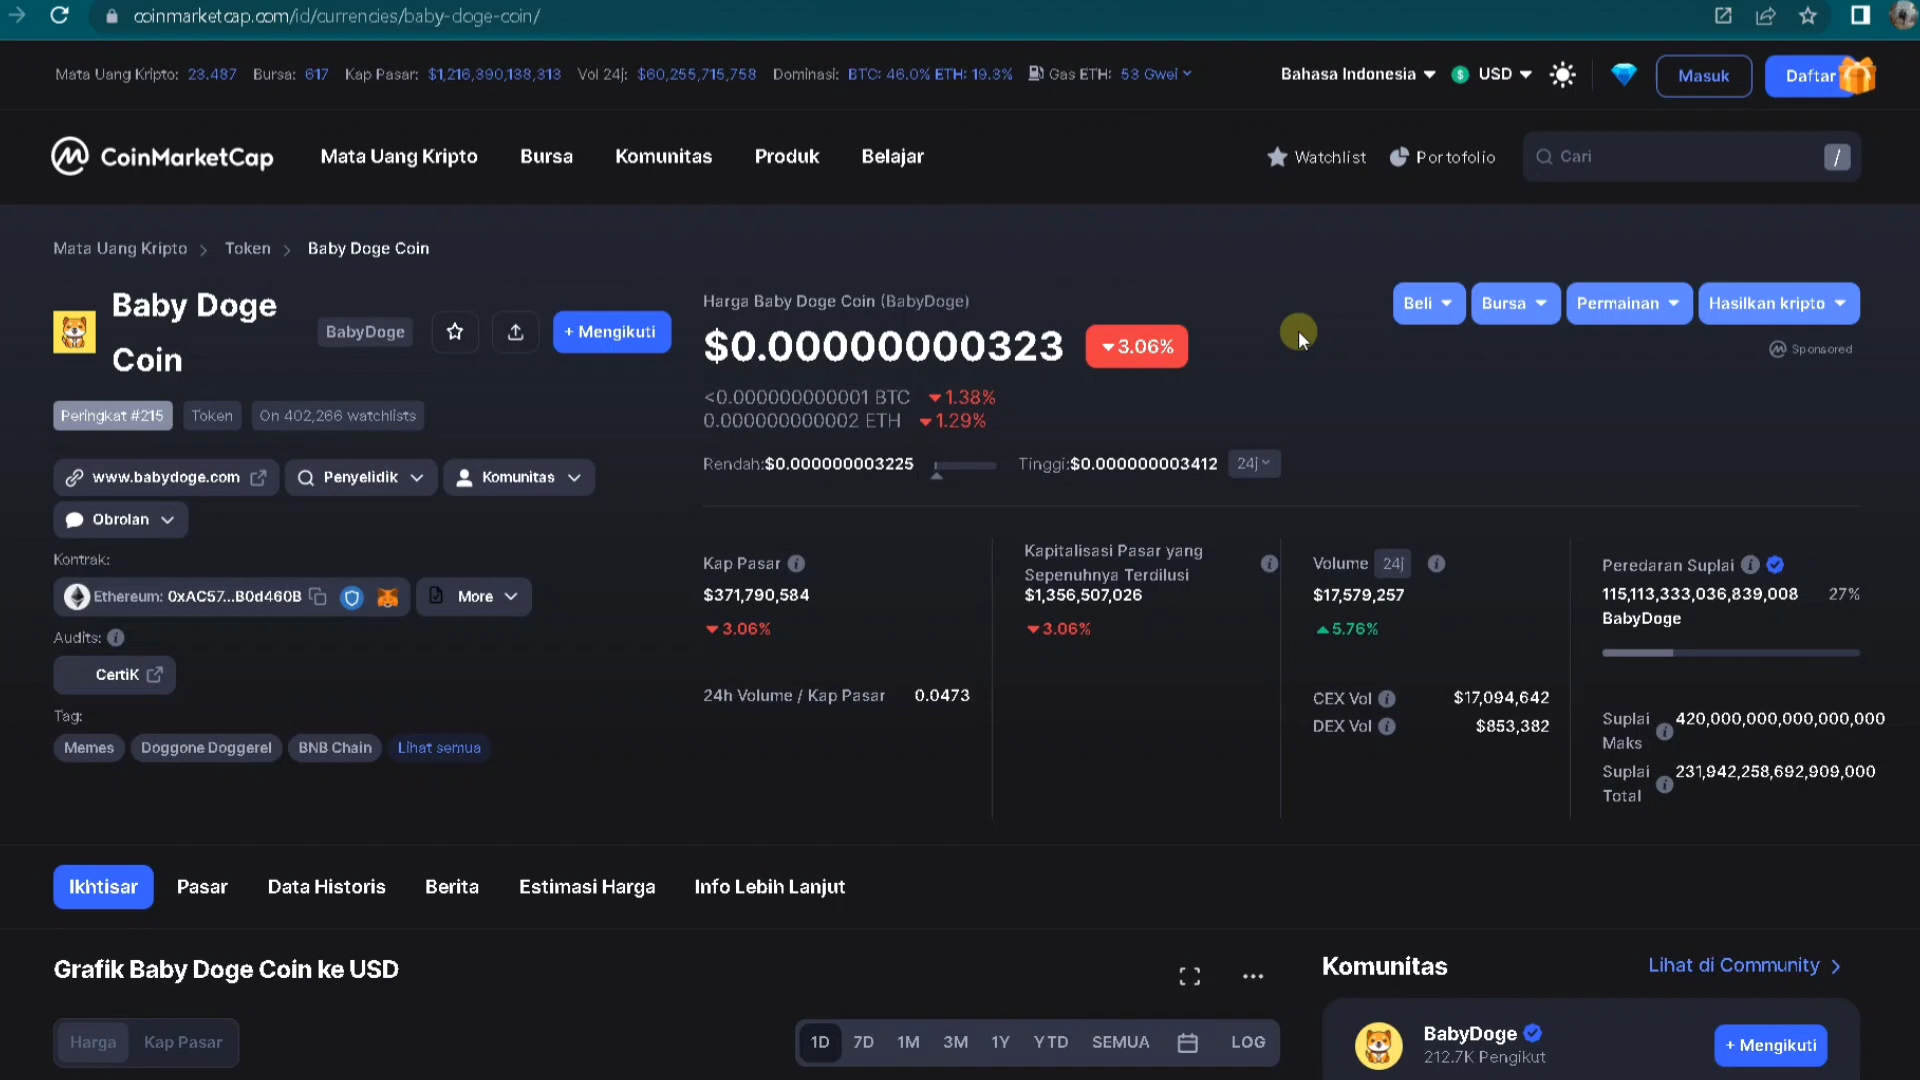 coinmarketcap.com/id/currencies/baby-doge-coin/
Mata Uang Kripto: 23.487 Bursa: 617 Kap Pasar: $1,216,390,138,313 Vol 24j: $60,255,715,758 Dominasi: BTC: 46.0% ETH: 19.3% Gas ETH: 53 Gwei
Bahasa Indonesia USD Masuk Daftar
CoinMarketCap Mata Uang Kripto Bursa Komunitas Produk Belajar Watchlist Portofolio Cari /
Mata Uang Kripto > Token > Baby Doge Coin
Baby Doge
Coin
BabyDoge
+ Mengikuti
Peringkat #215 Token On 402,266 watchlists
www.babydoge.com Penyelidik Komunitas
Obrolan
Kontrak:
Ethereum: 0xAC57...B0d460B More
Audits:
CertiK
Tag:
Memes Doggone Doggerel BNB Chain Lihat semua
Harga Baby Doge Coin (BabyDoge)
$0.00000000323 3.06%
<0.000000000001 BTC 1.38%
0.000000000002 ETH 1.29%
Rendah:$0.000000003225 Tinggi:$0.000000003412 24j
Beli Bursa Permainan Hasilkan kripto
Sponsored
Kap Pasar
$371,790,584
3.06%
24h Volume / Kap Pasar 0.0473
Kapitalisasi Pasar yang
Sepenuhnya Terdilusi
$1,356,507,026
3.06%
Volume 24j
$17,579,257
5.76%
CEX Vol $17,094,642
DEX Vol $853,382
Peredaran Suplai
115,113,333,036,839,008 27%
BabyDoge
Suplai
Maks
420,000,000,000,000,000
Suplai
Total
231,942,258,692,909,000
Ikhtisar Pasar Data Historis Berita Estimasi Harga Info Lebih Lanjut
Grafik Baby Doge Coin ke USD
Harga Kap Pasar
1D 7D 1M 3M 1Y YTD SEMUA LOG
Komunitas Lihat di Community >
BabyDoge
212.7K Pengikut
+ Mengikuti